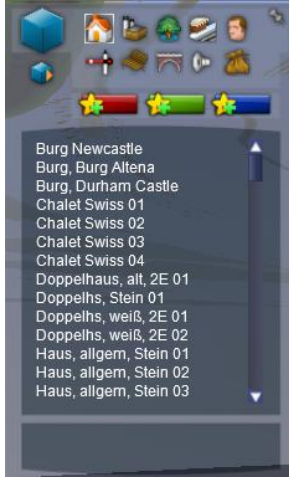 Burg Newcastle
Burg, Burg Altena
Burg, Durham Castle
Chalet Swiss 01
Chalet Swiss 02
Chalet Swiss 03
Chalet Swiss 04
Doppelhaus, alt, 2E 01
Doppelhs, Stein 01
Doppelhs, weiß, 2E 01
Doppelhs, weiß, 2E 02
Haus, allgem, Stein 01
Haus, allgem, Stein 02
Haus, allgem, Stein 03